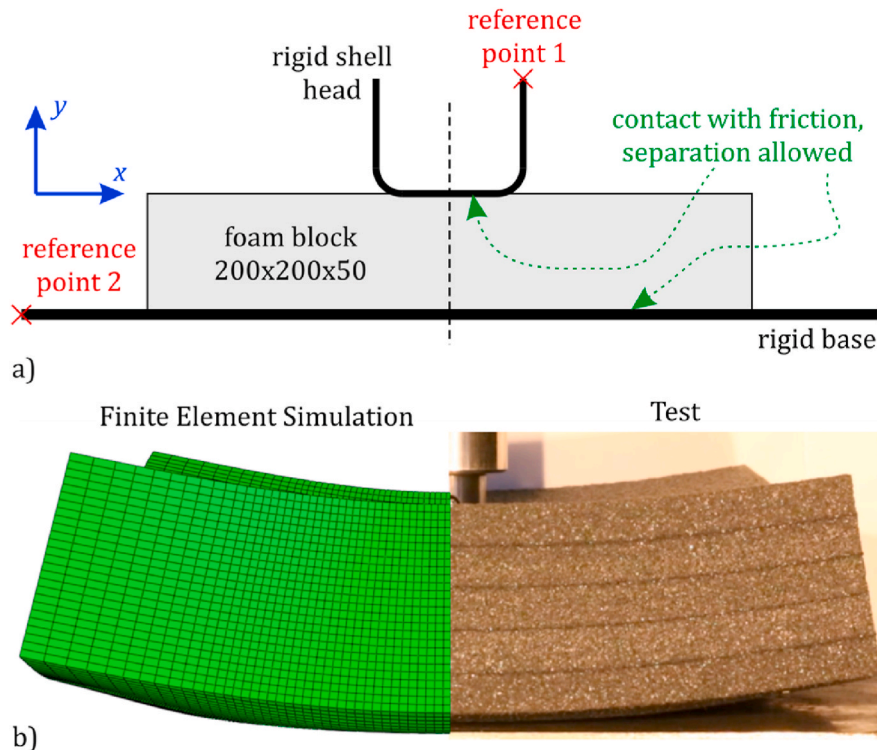 reference
point 1
rigid shell
head
y
x
contact with friction,
separation allowed
foam block
200x200x50
reference
point 2
rigid base
a)
Finite Element Simulation
Test
b)